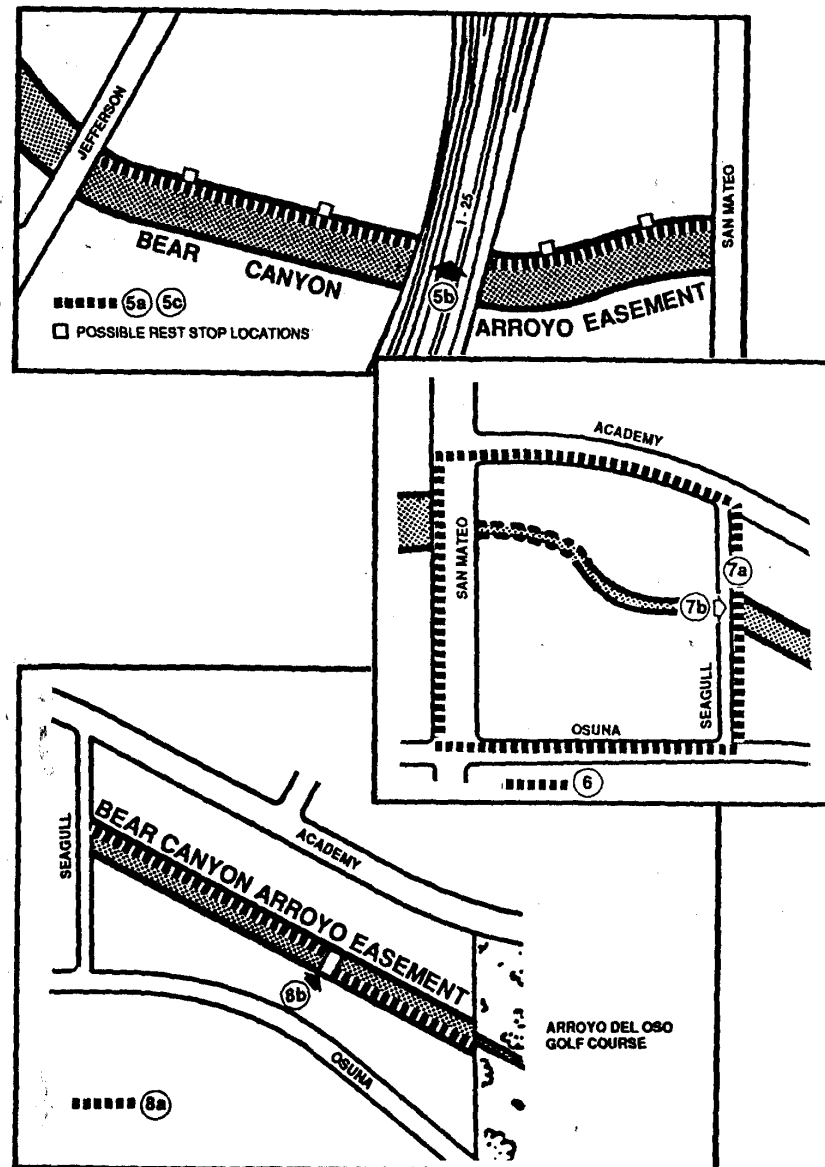 JEFFERSON
I-25
SAN MATEO
BEAR CANYON
5b
ARROYO EASEMENT
5a 5c
POSSIBLE REST STOP LOCATIONS
ACADEMY
SAN MATEO
7a
7b
SEAGULL
OSUNA
6
SEAGULL
ACADEMY
BEAR CANYON ARROYO EASEMENT
8b
OSUNA
ARROYO DEL OSO
GOLF COURSE
8a